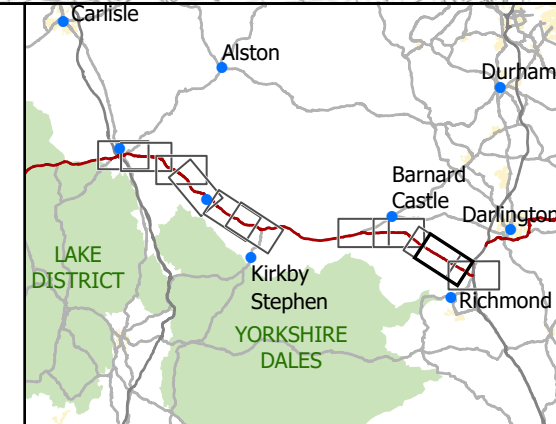 Carlisle
Alston
Durham
Barnard
Castle
Darlington
LAKE
DISTRICT
Kirkby
Stephen
Richmond
YORKSHIRE
DALES